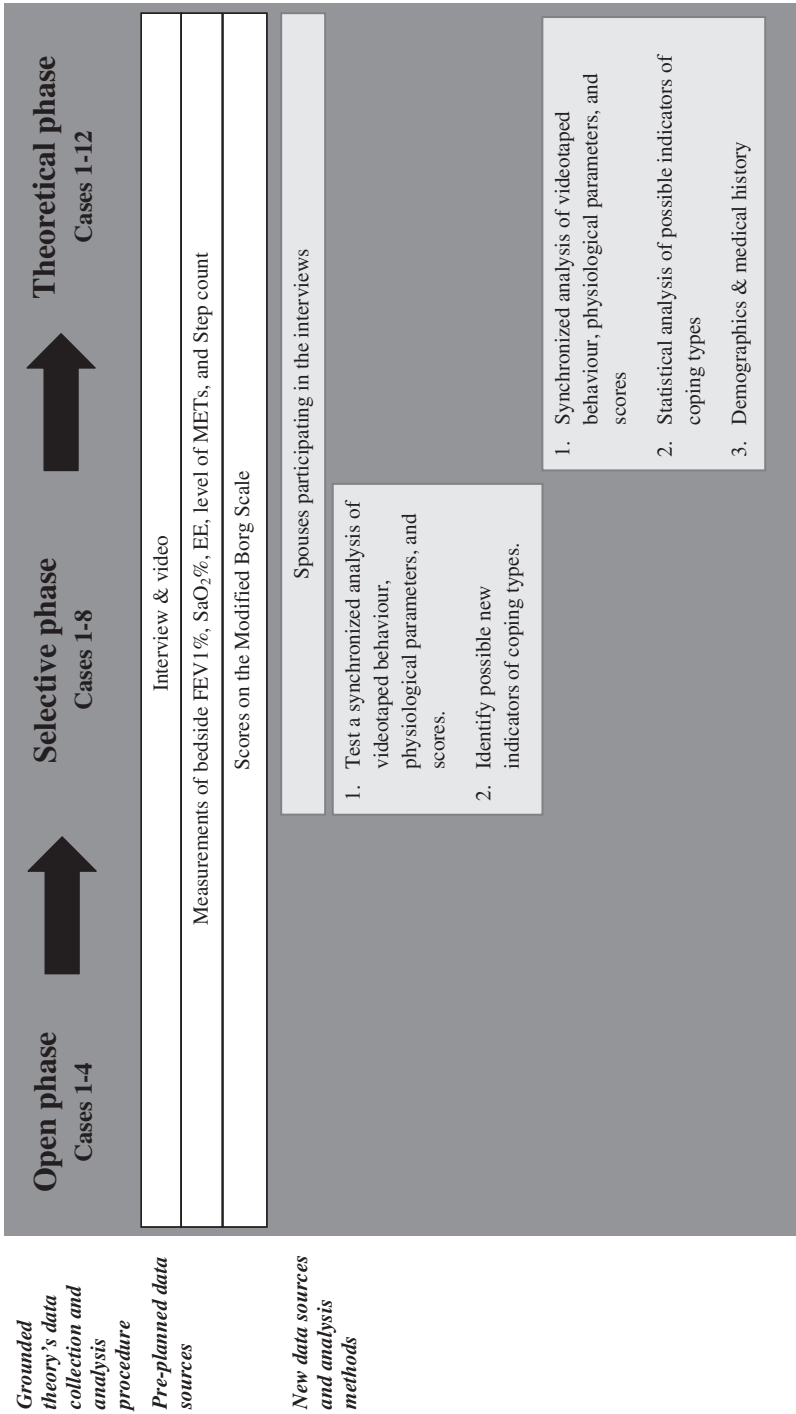 Grounded
theory's data
collection and
analysis
procedure
Open phase
Cases 1-4
Selective phase
Cases 1-8
Theoretical phase
Cases 1-12
Pre-planned data
sources
Interview & video
Measurements of bedside FEV1%, SaO₂%, EE, level of METs, and Step count
Scores on the Modified Borg Scale
New data sources
and analysis
methods
Spouses participating in the interviews
1. Test a synchronized analysis of
videotaped behaviour,
physiological parameters, and
scores.
2. Identify possible new
indicators of coping types.
1. Synchronized analysis of videotaped
behaviour, physiological parameters, and
scores
2. Statistical analysis of possible indicators of
coping types
3. Demographics & medical history